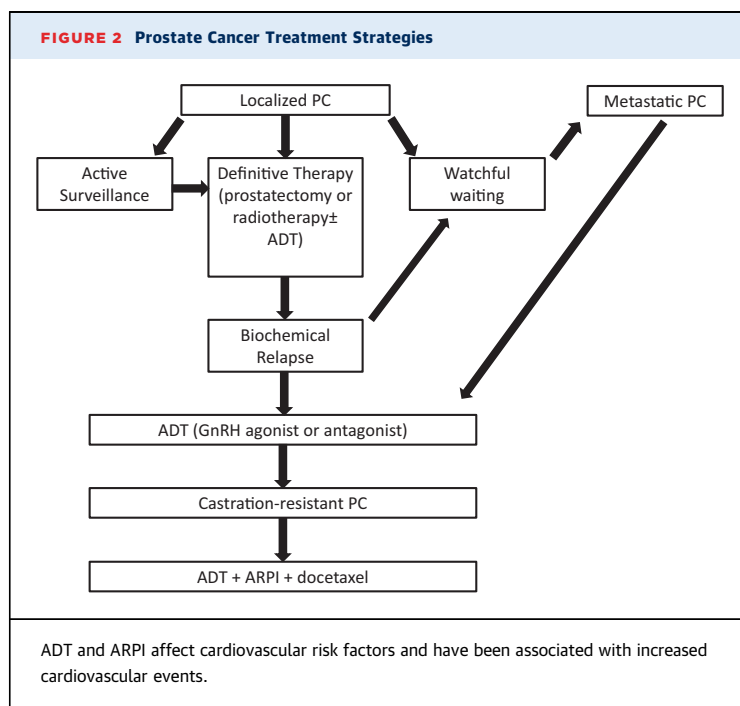 FIGURE 2 Prostate Cancer Treatment Strategies
Localized PC
Metastatic PC
Active
Surveillance
Definitive Therapy
(prostatectomy or
radiotherapy±
ADT)
Watchful
waiting
Biochemical
Relapse
ADT (GnRH agonist or antagonist)
Castration-resistant PC
ADT + ARPI + docetaxel
ADT and ARPI affect cardiovascular risk factors and have been associated with increased
cardiovascular events.